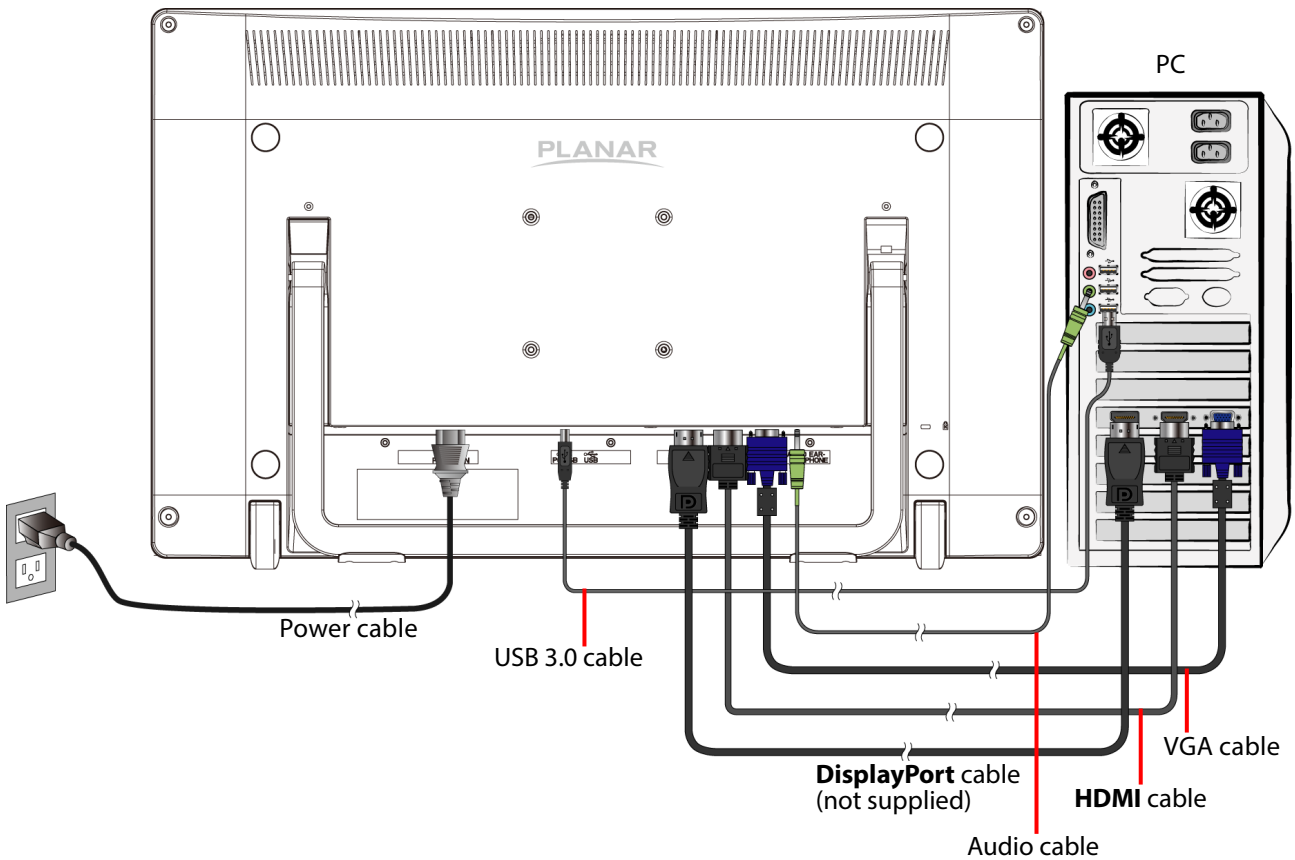 PC
PLANAR
USB
EAR-
PHONE
Power cable
USB 3.0 cable
VGA cable
DisplayPort cable
(not supplied)
HDMI cable
Audio cable